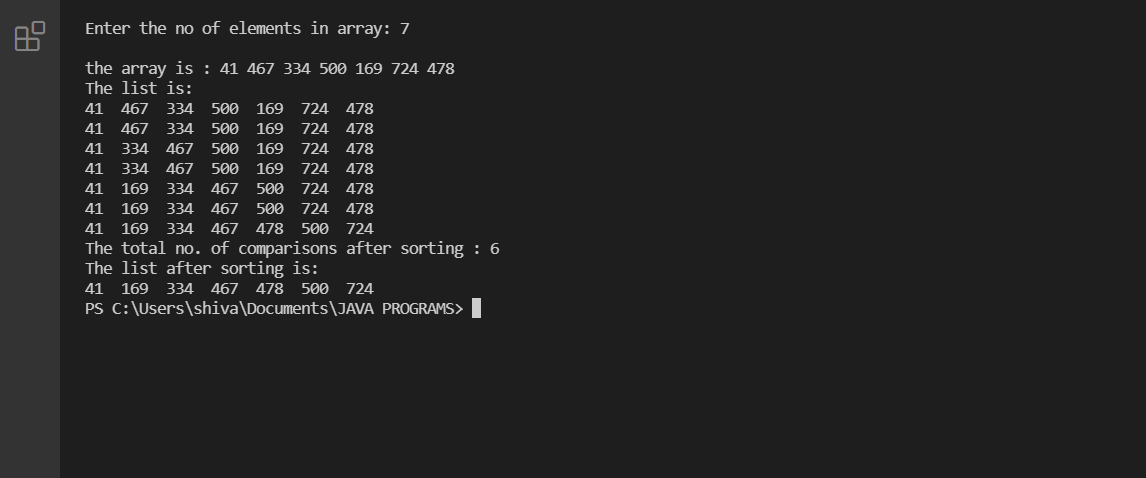 Enter the no of elements in array: 7
the array is : 41 467 334 500 169 724 478
The list is:
41  467  334  500  169  724  478
41  467  334  500  169  724  478
41  334  467  500  169  724  478
41  334  467  500  169  724  478
41  169  334  467  500  724  478
41  169  334  467  500  724  478
41  169  334  467  478  500  724
The total no. of comparisons after sorting : 6
The list after sorting is:
41  169  334  467  478  500  724
PS C:\Users\shiva\Documents\JAVA PROGRAMS>